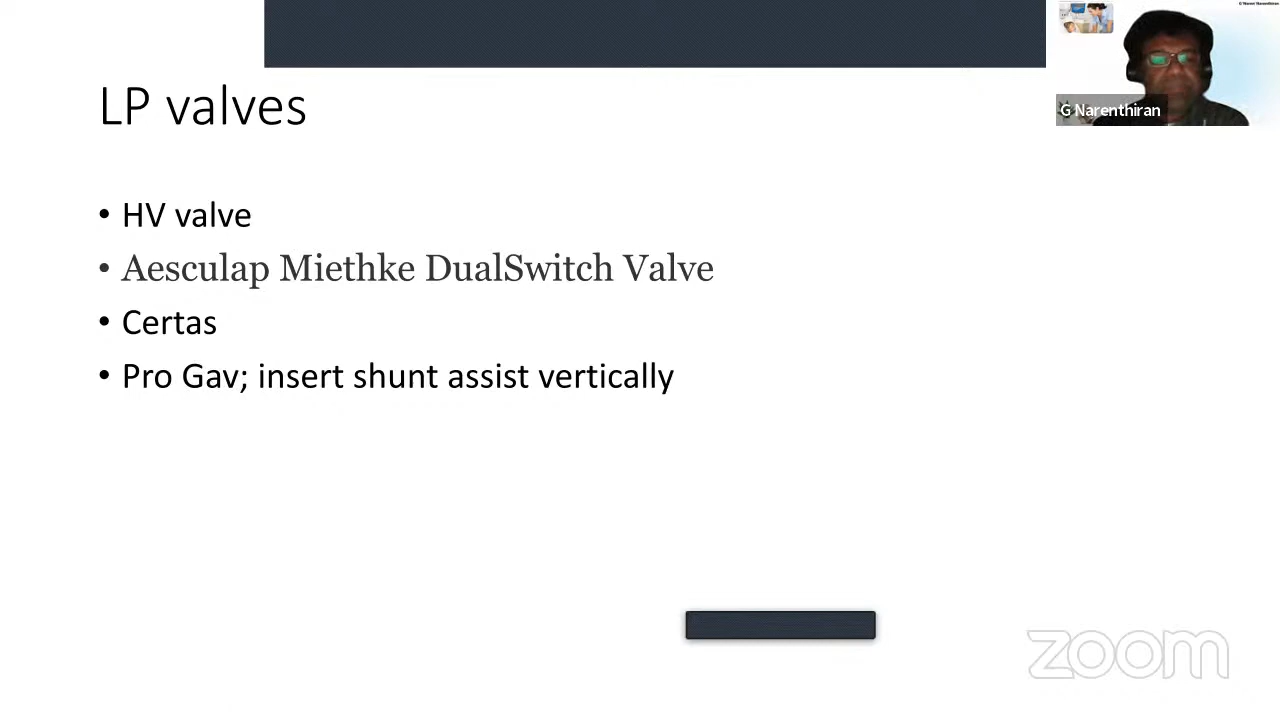 LP valves
• HV valve
• Aesculap Miethke DualSwitch Valve
• Certas
• Pro Gav; insert shunt assist vertically
G Narenthiran
zoom